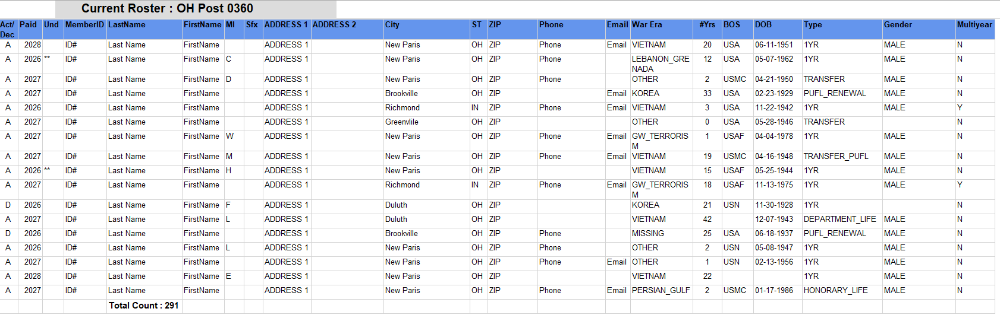 Current Roster : OH Post 0360
Act/ Dec Paid Und MemberID LastName FirstName MI Sfx ADDRESS 1 ADDRESS 2 City ST ZIP Phone Email War Era #Yrs BOS DOB Type Gender Multiyear
A 2028 ID# Last Name FirstName ADDRESS 1 New Paris OH ZIP Phone Email VIETNAM 20 USA 06-11-1951 1YR MALE N
A 2026 ** ID# Last Name FirstName C ADDRESS 1 New Paris OH ZIP Phone LEBANON_GRE NADA 12 USA 05-07-1962 1YR MALE N
A 2027 ID# Last Name FirstName D ADDRESS 1 New Paris OH ZIP Phone OTHER 2 USMC 04-21-1950 TRANSFER MALE N
A 2027 ID# Last Name FirstName ADDRESS 1 Brookville OH ZIP Email KOREA 33 USA 02-23-1929 PUFL_RENEWAL MALE N
A 2026 ID# Last Name FirstName ADDRESS 1 Richmond IN ZIP Phone Email VIETNAM 3 USA 11-22-1942 1YR MALE Y
A 2027 ID# Last Name FirstName ADDRESS 1 Greenvlile OH ZIP OTHER 0 USA 05-28-1946 TRANSFER N
A 2027 ID# Last Name FirstName W ADDRESS 1 New Paris OH ZIP Phone Email GW_TERRORIS M 1 USAF 04-04-1978 1YR MALE N
A 2027 ID# Last Name FirstName M ADDRESS 1 New Paris OH ZIP Phone Email VIETNAM 19 USMC 04-16-1948 TRANSFER_PUFL MALE N
A 2026 ** ID# Last Name FirstName H ADDRESS 1 New Paris OH ZIP VIETNAM 15 USAF 05-25-1944 1YR MALE N
A 2027 ID# Last Name FirstName ADDRESS 1 Richmond IN ZIP Phone Email GW_TERRORIS M 18 USAF 11-13-1975 1YR MALE Y
D 2026 ID# Last Name FirstName F ADDRESS 1 Duluth OH ZIP KOREA 21 USN 11-30-1928 1YR N
A 2027 ID# Last Name FirstName L ADDRESS 1 Duluth OH ZIP VIETNAM 42 12-07-1943 DEPARTMENT_LIFE MALE N
D 2026 ID# Last Name FirstName ADDRESS 1 Brookville OH ZIP Phone MISSING 25 USA 06-18-1937 PUFL_RENEWAL MALE N
A 2026 ID# Last Name FirstName L ADDRESS 1 New Paris OH ZIP Phone OTHER 2 USN 05-08-1947 1YR MALE N
A 2027 ID# Last Name FirstName ADDRESS 1 New Paris OH ZIP Phone Email OTHER 1 USN 02-13-1956 1YR MALE N
A 2028 ID# Last Name FirstName E ADDRESS 1 New Paris OH ZIP VIETNAM 22 1YR MALE N
A 2027 ID# Last Name FirstName ADDRESS 1 New Paris OH ZIP Phone Email PERSIAN_GULF 2 USMC 01-17-1986 HONORARY_LIFE MALE N
Total Count : 291